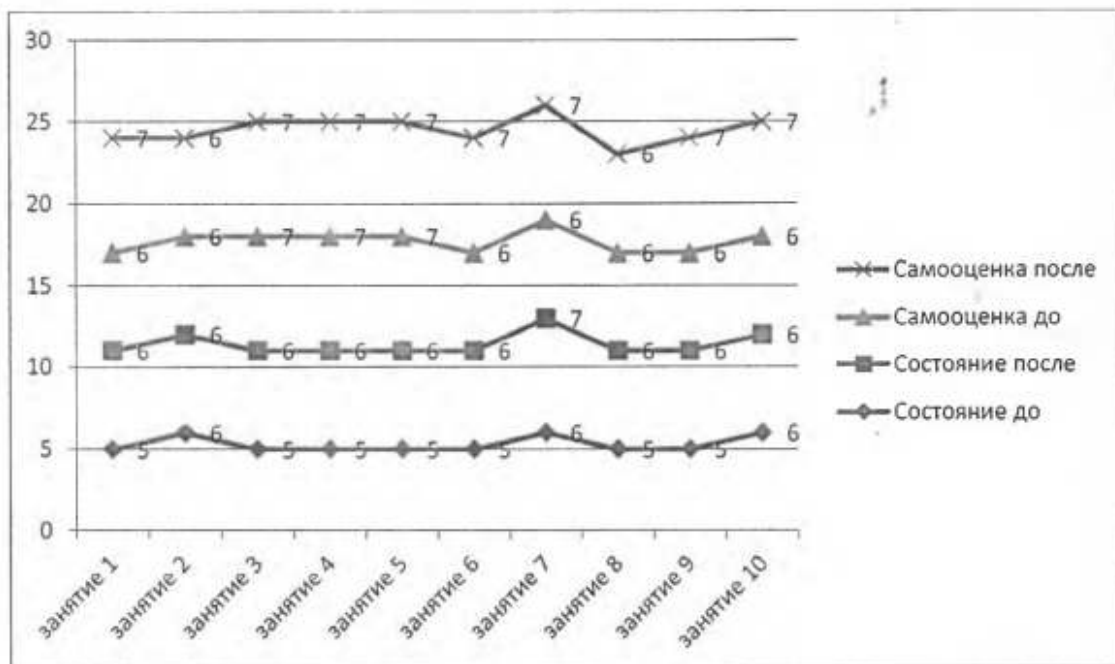 30
25
20
15
10
5
0
7 6 7 7 7 7 7 6 7 7
6 6 7 7 7 6 6 6 6 6
6 6 6 6 6 6 7 6 6 6
5 6 5 5 5 5 6 5 5 6
занятие 1
занятие 2
занятие 3
занятие 4
занятие 5
занятие 6
занятие 7
занятие 8
занятие 9
занятие 10
Самооценка после
Самооценка до
Состояние после
Состояние до